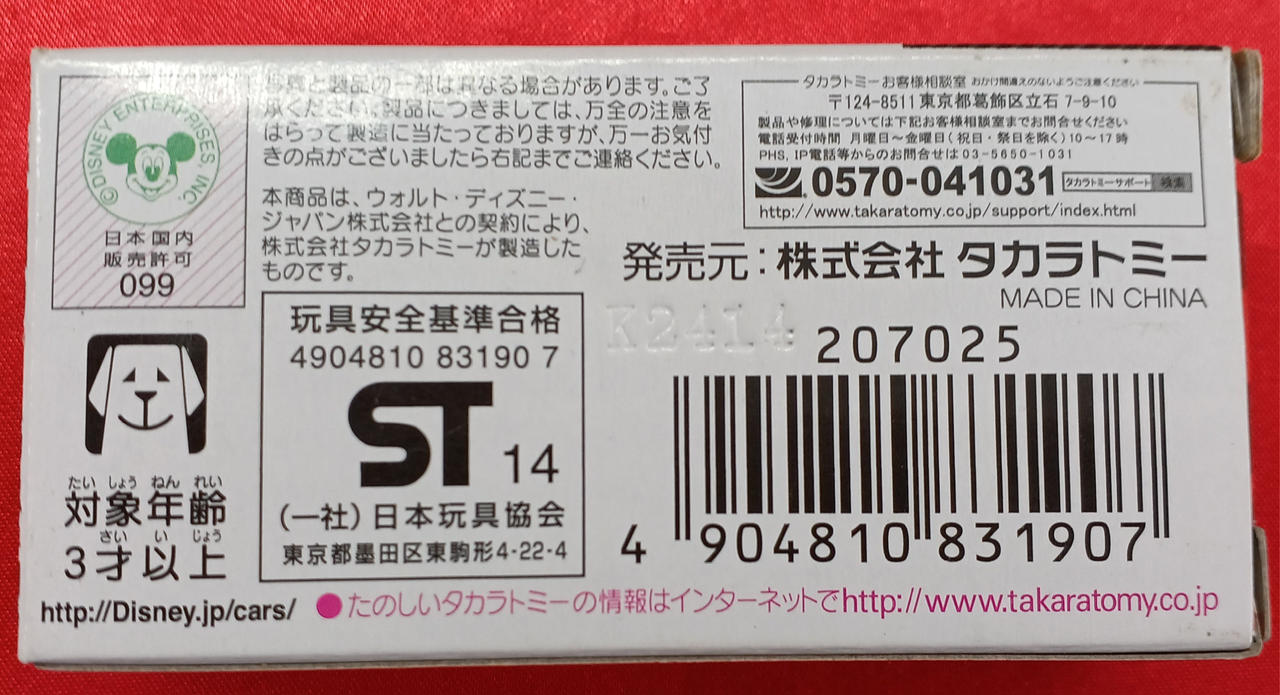 ©DISNEY ENTERPRISES, INC.
日本国内
販売許可
099
写真と製品の一部は異なる場合があります。ご了
承ください。製品につきましては、万全の注意を
はらって製造に当たっておりますが、万一お気付
きの点がございましたら右記までご連絡ください。
本商品は、ウォルト・ディズニー・
ジャパン株式会社との契約により、
株式会社タカラトミーが製造した
ものです。
タカラトミーお客様相談室 おかけ間違えのないようご注意ください
〒124-8511 東京都葛飾区立石 7-9-10
製品や修理については下記お客様相談室までお問合せください
電話受付時間 月曜日〜金曜日(祝日・祭日を除く)10〜17時
PHS, IP電話等からのお問合せは 03-5650-1031
0570-041031 タカラトミーサポート 検索
http://www.takaratomy.co.jp/support/index.html
発売元:株式会社 タカラトミー
MADE IN CHINA
K2414
207025
4 904810 831907
玩具安全基準合格
4904810 83190 7
ST 14
(一社)日本玩具協会
東京都墨田区東駒形4-22-4
たい しょう ねん れい
対象年齢
さい い じょう
3才以上
http://Disney.jp/cars/
●たのしいタカラトミーの情報はインターネットでhttp://www.takaratomy.co.jp